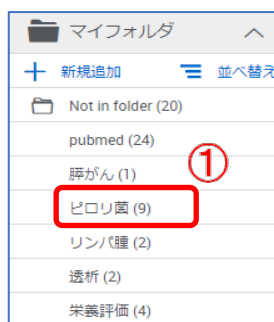 マイフォルダ
新規追加 並べ替え
Not in folder (20)
pubmed (24)
①
膵がん (1)
ピロリ菌 (9)
リンパ腫 (2)
透析 (2)
栄養評価 (4)